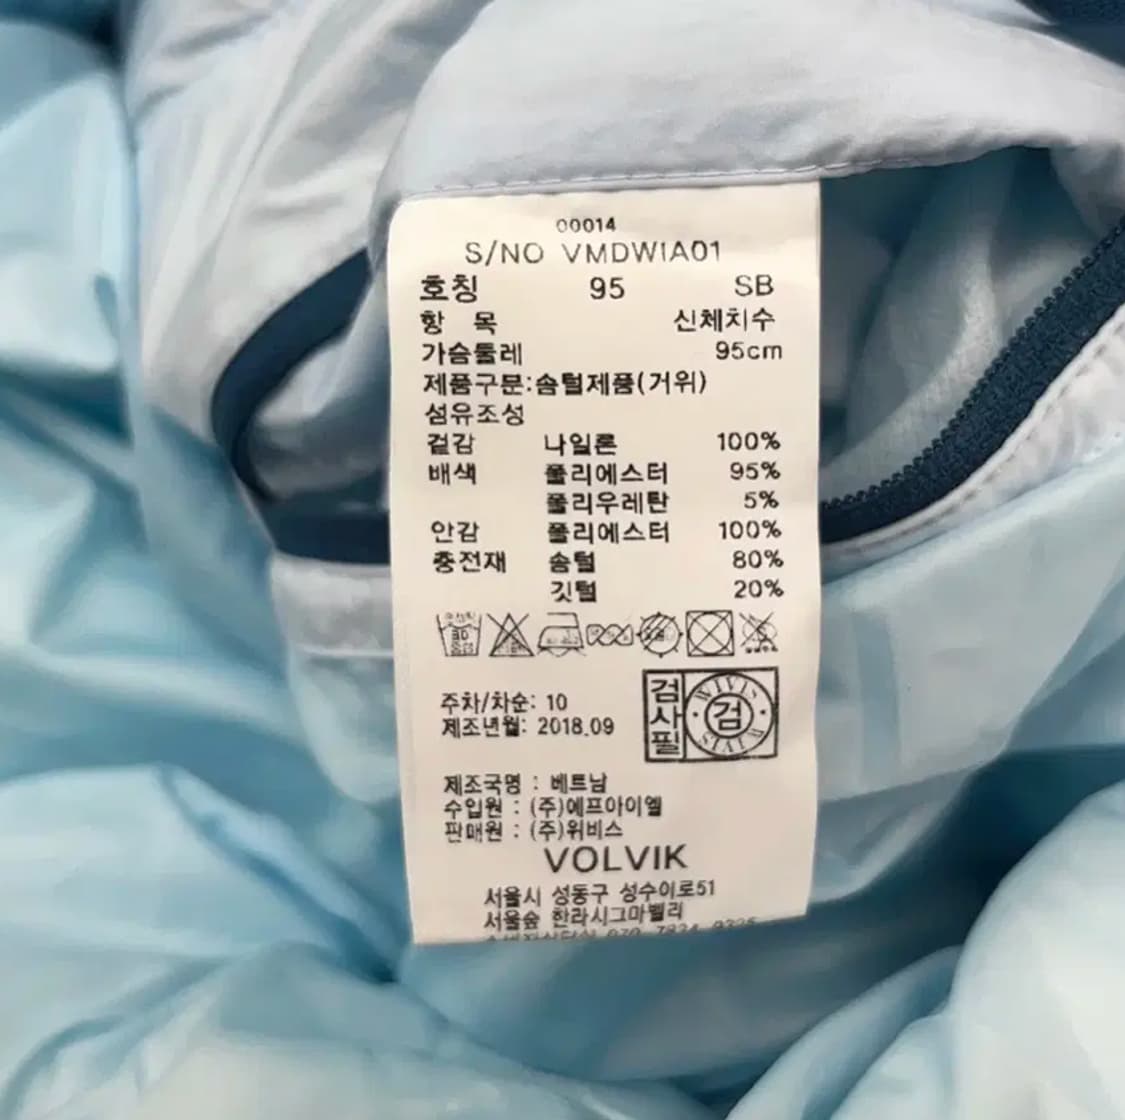 00014
S/NO VMDWIA01
호칭 95 SB
항 목 신체치수
가슴둘레 95cm
제품구분:솜털제품(거위)
섬유조성
겉감 나일론 100%
배색 폴리에스터 95%
폴리우레탄 5%
안감 폴리에스터 100%
충전재 솜털 80%
깃털 20%
주차/차순: 10
제조년월: 2018.09
검사필
WIVIS
검
WIVIS
제조국명 : 베트남
수입원 : (주)에프아이엘
판매원 : (주)위비스
VOLVIK
서울시 성동구 성수이로51
서울숲 한라시그마밸리